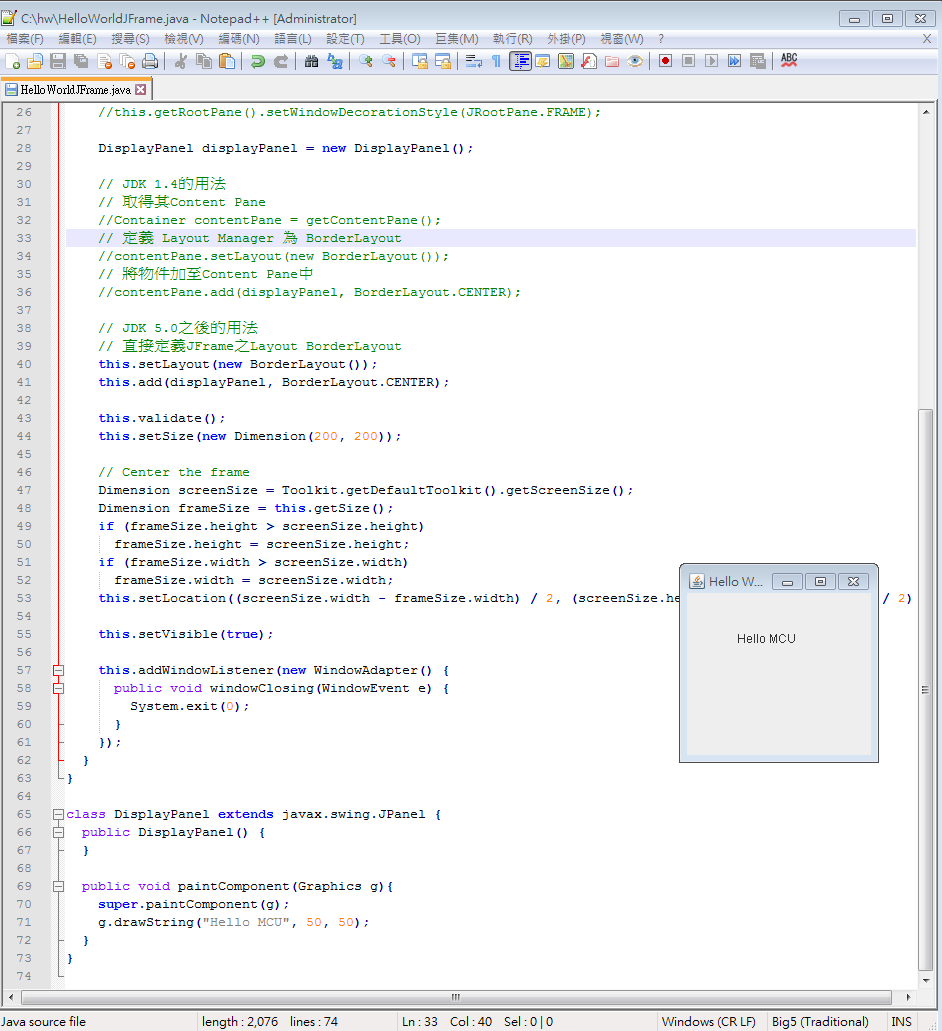 C:\hw\HelloWorldJFrame.java - Notepad++ [Administrator]
檔案(F) 編輯(E) 搜尋(S) 檢視(V) 編碼(N) 語言(L) 設定(T) 工具(O) 巨集(M) 執行(R) 外掛(P) 視窗(W) ? X
ABC
HelloWorldJFrame.java
26 //this.getRootPane().setWindowDecorationStyle(JRootPane.FRAME);
27
28 DisplayPanel displayPanel = new DisplayPanel();
29
30 // JDK 1.4的用法
31 // 取得其Content Pane
32 //Container contentPane = getContentPane();
33 // 定義 Layout Manager 為 BorderLayout
34 //contentPane.setLayout(new BorderLayout());
35 // 將物件加至Content Pane中
36 //contentPane.add(displayPanel, BorderLayout.CENTER);
37
38 // JDK 5.0之後的用法
39 // 直接定義JFrame之Layout BorderLayout
40 this.setLayout(new BorderLayout());
41 this.add(displayPanel, BorderLayout.CENTER);
42
43 this.validate();
44 this.setSize(new Dimension(200, 200));
45
46 // Center the frame
47 Dimension screenSize = Toolkit.getDefaultToolkit().getScreenSize();
48 Dimension frameSize = this.getSize();
49 if (frameSize.height > screenSize.height)
50 frameSize.height = screenSize.height;
51 if (frameSize.width > screenSize.width)
52 frameSize.width = screenSize.width;
53 this.setLocation((screenSize.width - frameSize.width) / 2, (screenSize.he / 2)
54
55 this.setVisible(true);
56
57 this.addWindowListener(new WindowAdapter() {
58 public void windowClosing(WindowEvent e) {
59 System.exit(0);
60 }
61 });
62 }
63 }
64
65 class DisplayPanel extends javax.swing.JPanel {
66 public DisplayPanel() {
67 }
68
69 public void paintComponent(Graphics g){
70 super.paintComponent(g);
71 g.drawString("Hello MCU", 50, 50);
72 }
73 }
74
Hello W...
Hello MCU
Java source file length : 2,076 lines : 74 Ln : 33 Col : 40 Sel : 0 | 0 Windows (CR LF) Big5 (Traditional) INS